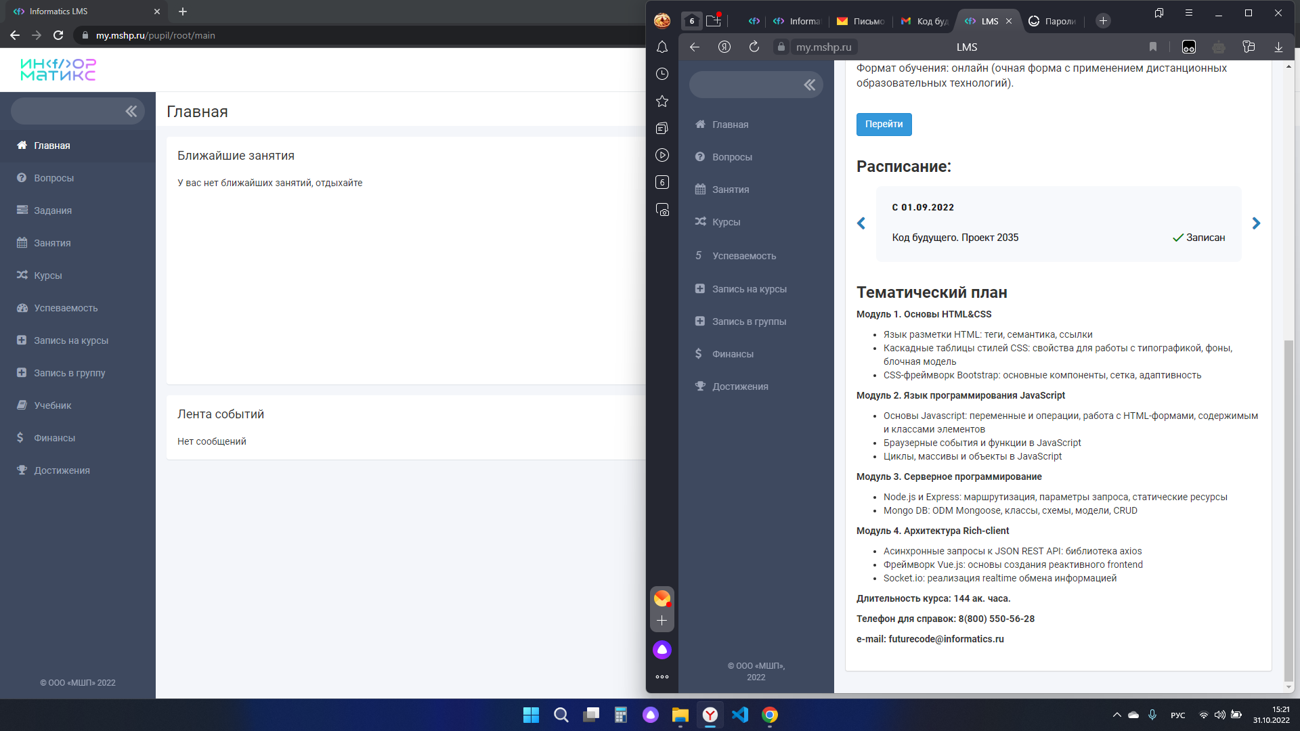 Informatics LMS
my.mshp.ru/pupil/root/main
ИН</>ОР
МАТИКС
Главная
Вопросы
Задания
Занятия
Курсы
Успеваемость
Запись на курсы
Запись в группу
Учебник
Финансы
Достижения
© ООО «МШП» 2022
Главная
Ближайшие занятия
У вас нет ближайших занятий, отдыхайте
Лента событий
Нет сообщений
6
Informa
Письмо
Код буд
LMS
Пароли
my.mshp.ru
LMS
6
Главная
Вопросы
Занятия
Курсы
5 Успеваемость
Запись на курсы
Запись в группы
Финансы
Достижения
© ООО «МШП»,
2022
Формат обучения: онлайн (очная форма с применением дистанционных
образовательных технологий).
Перейти
Расписание:
С 01.09.2022
Код будущего. Проект 2035
Записан
Тематический план
Модуль 1. Основы HTML&CSS
Язык разметки HTML: теги, семантика, ссылки
Каскадные таблицы стилей CSS: свойства для работы с типографикой, фоны,
блочная модель
CSS-фреймворк Bootstrap: основные компоненты, сетка, адаптивность
Модуль 2. Язык программирования JavaScript
Основы Javascript: переменные и операции, работа с HTML-формами, содержимым
и классами элементов
Браузерные события и функции в JavaScript
Циклы, массивы и объекты в JavaScript
Модуль 3. Серверное программирование
Node.js и Express: маршрутизация, параметры запроса, статические ресурсы
Mongo DB: ODM Mongoose, классы, схемы, модели, CRUD
Модуль 4. Архитектура Rich-client
Асинхронные запросы к JSON REST API: библиотека axios
Фреймворк Vue.js: основы создания реактивного frontend
Socket.io: реализация realtime обмена информацией
Длительность курса: 144 ак. часа.
Телефон для справок: 8(800) 550-56-28
e-mail: futurecode@informatics.ru
РУС
15:21
31.10.2022